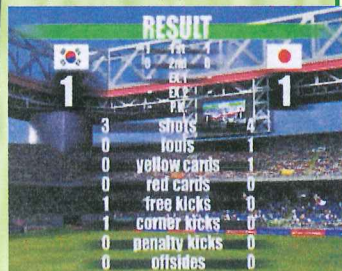 RESULT
1 1st 1
0 2nd 0
EX.1
EX.2
P.K
1 1
3 shots 4
0 fouls 1
0 yellow cards 1
0 red cards 0
1 free kicks 0
1 corner kicks 0
0 penalty kicks 0
0 offsides 0